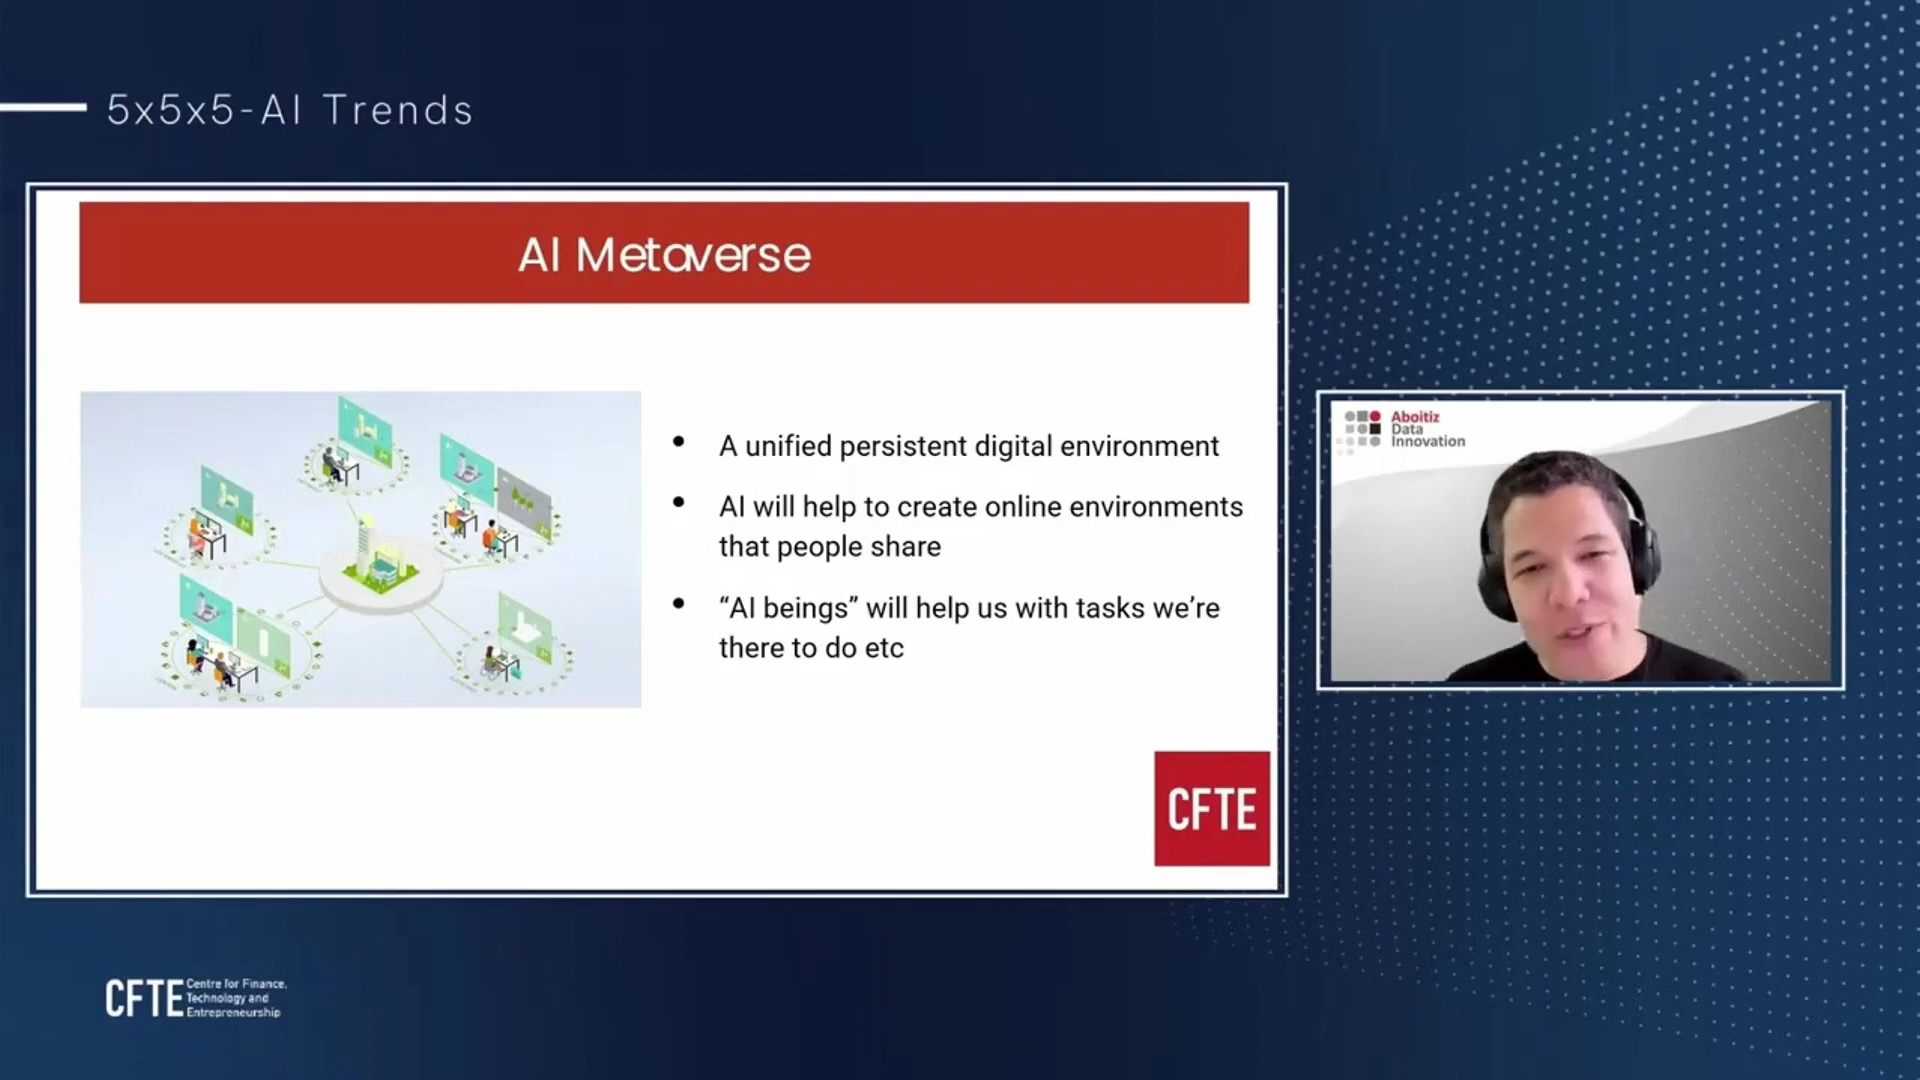 5x5x5-AI Trends
AI Metaverse
• A unified persistent digital environment
• AI will help to create online environments
that people share
• “AI beings” will help us with tasks we’re
there to do etc
Aboitiz
Data
Innovation
CFTE
CFTE
Centre for Finance,
Technology and
Entrepreneurship